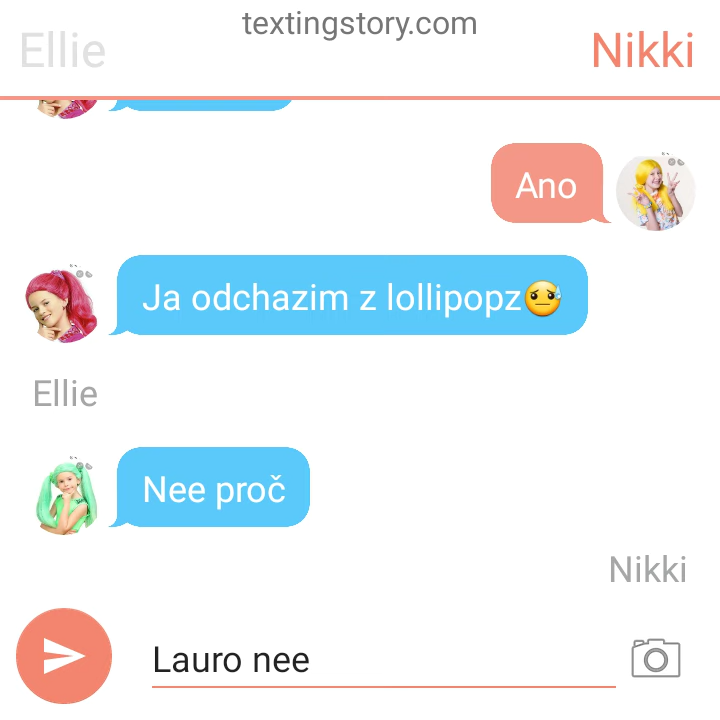 textingstory.com
Ellie
Nikki
Ano
Ja odchazim z lollipopz😓
Ellie
Nee proč
Nikki
Lauro nee